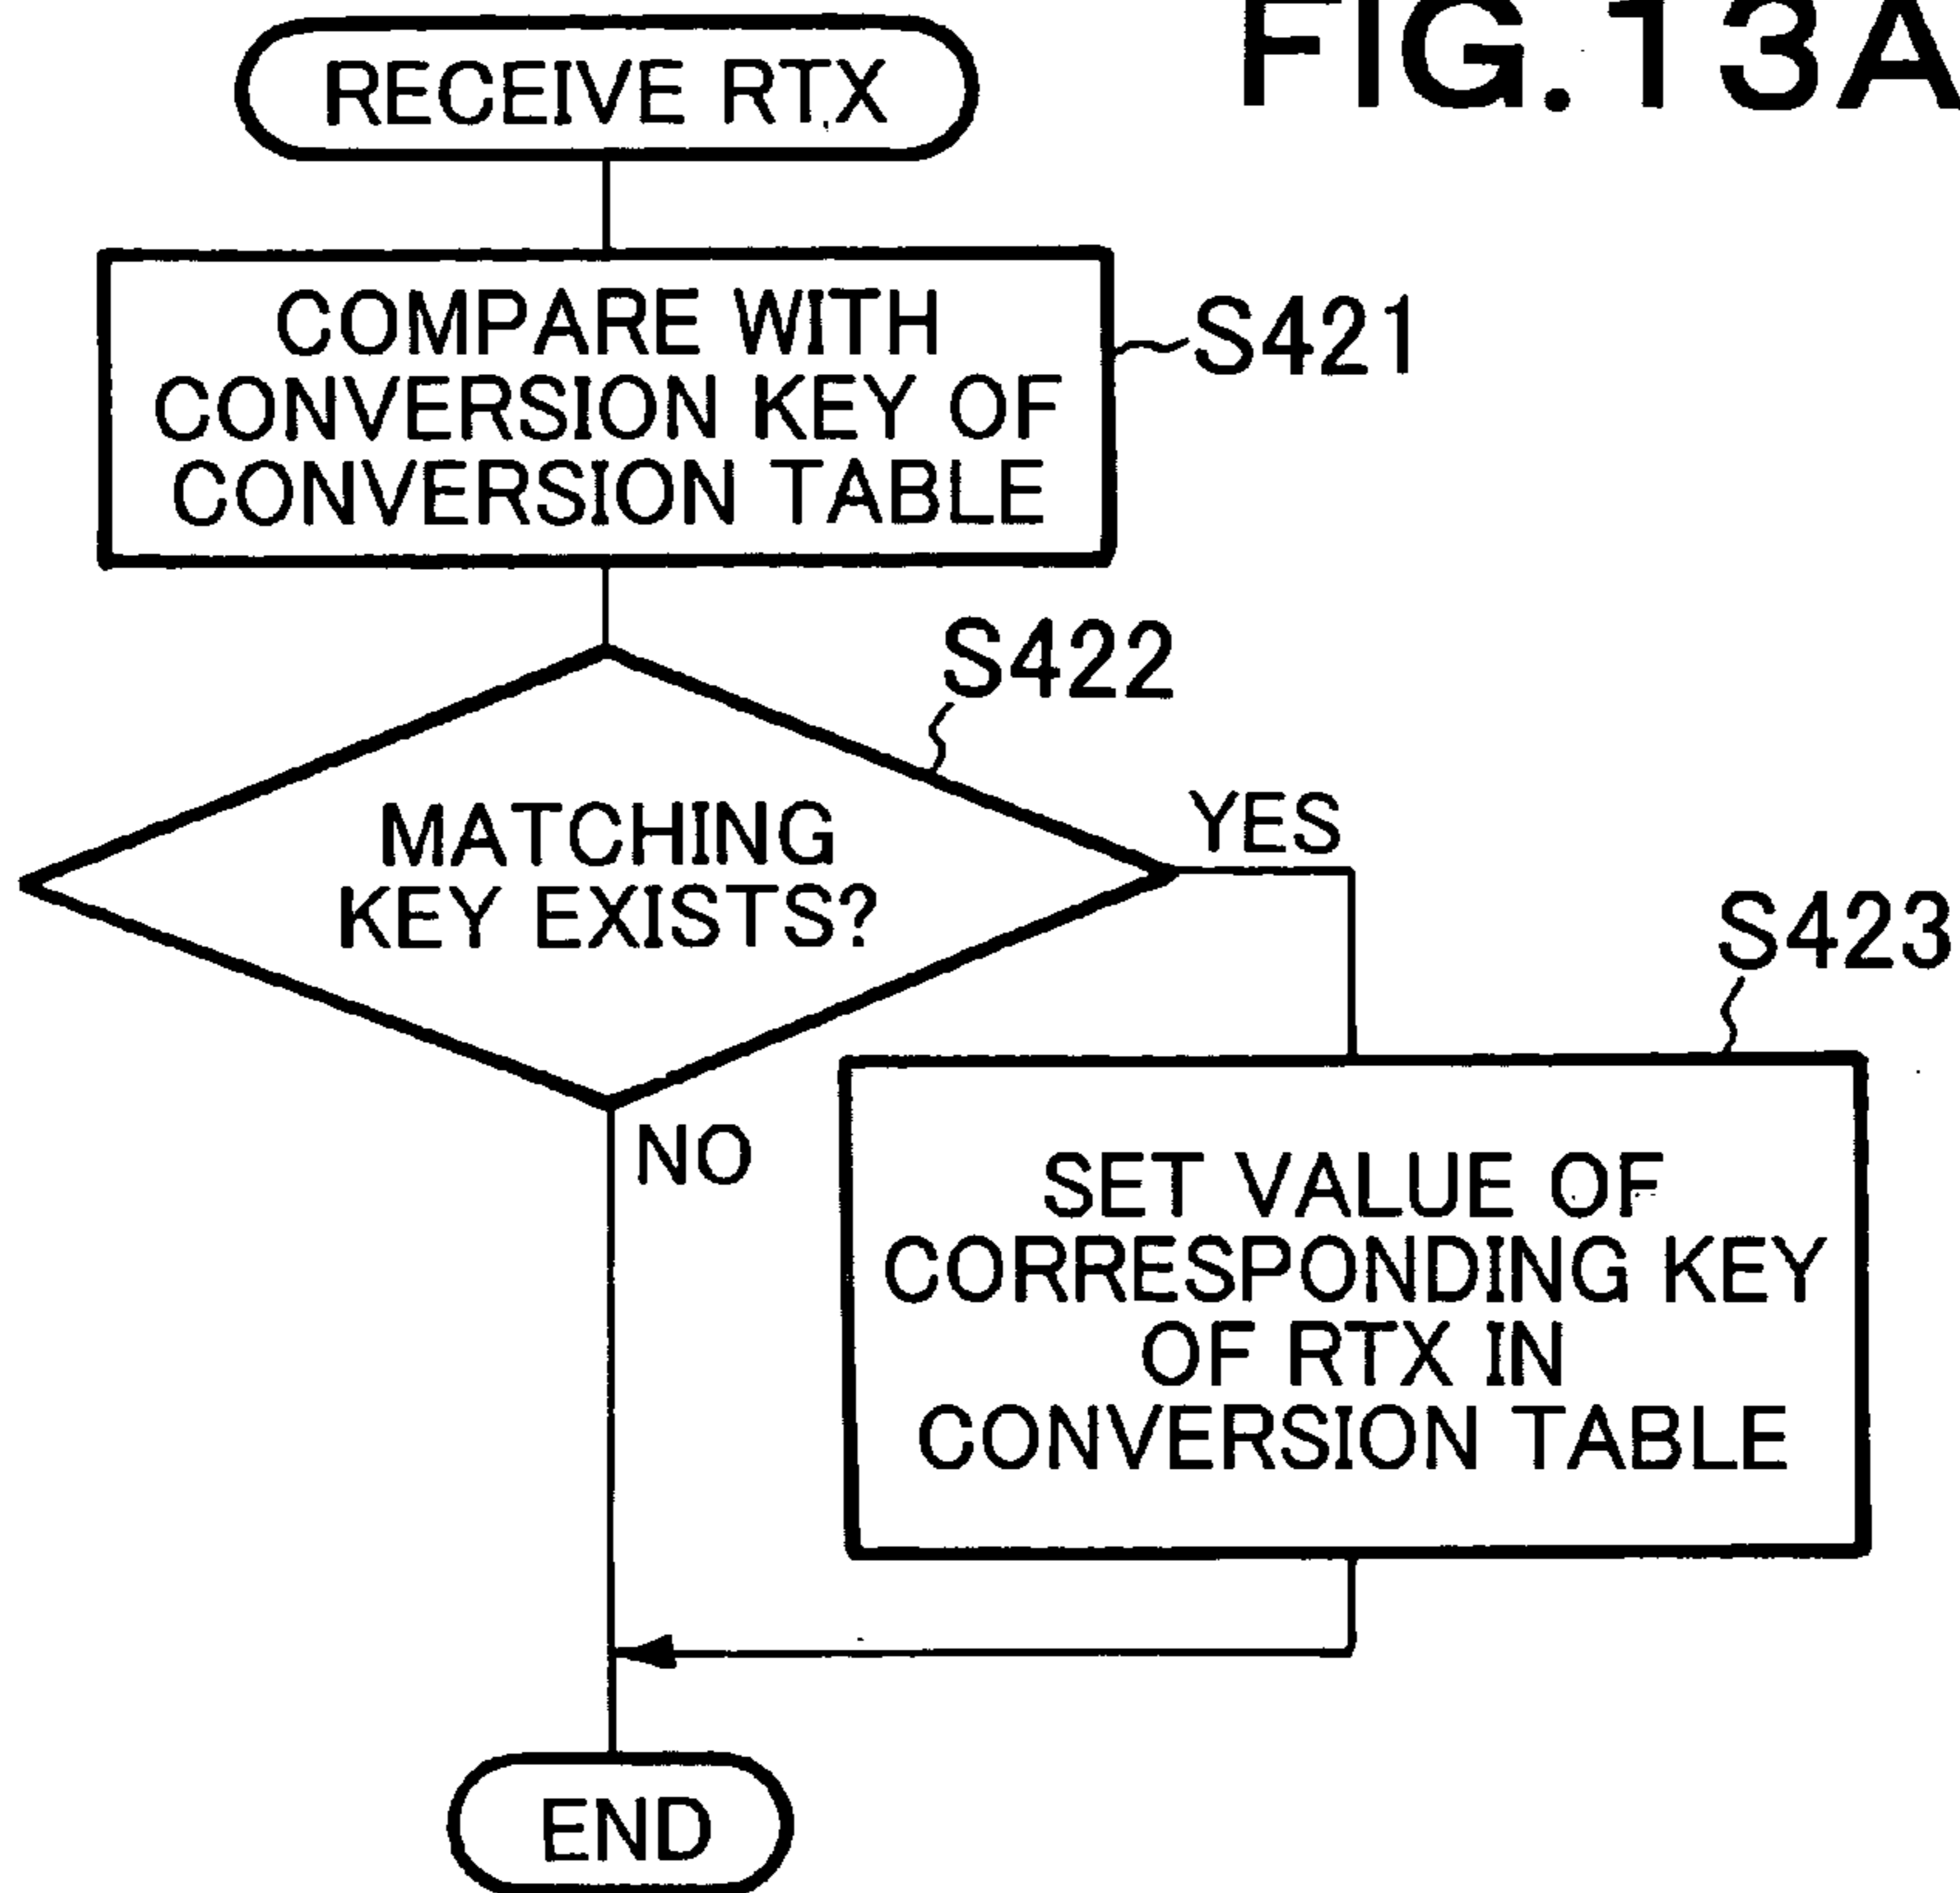 FIG.13A
RECEIVE RTX
COMPARE WITH
CONVERSION KEY OF
CONVERSION TABLE
S421
S422
MATCHING
KEY EXISTS?
YES
NO
S423
SET VALUE OF
CORRESPONDING KEY
OF RTX IN
CONVERSION TABLE
END